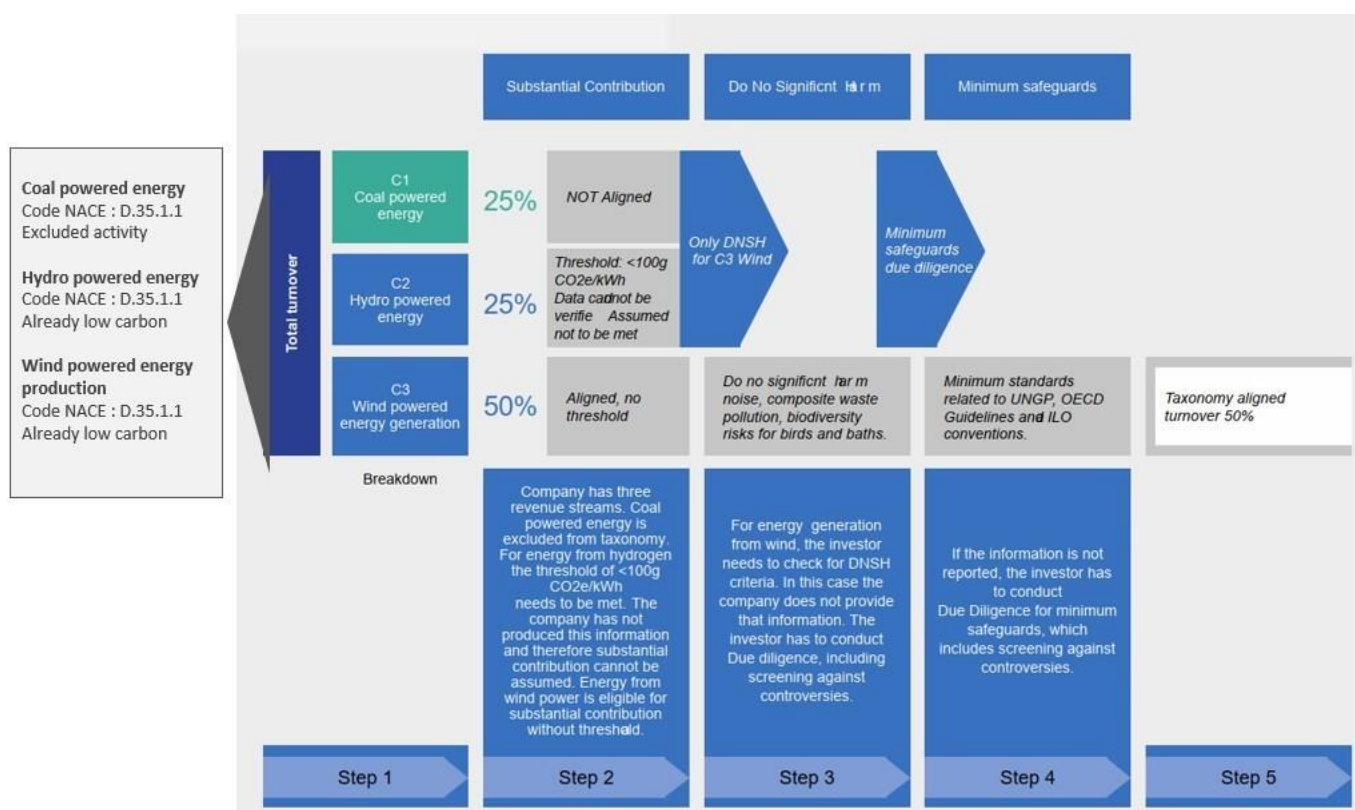 Substantial Contribution
Do No Significnt harm
Minimum safeguards
Coal powered energy
Code NACE : D.35.1.1
Excluded activity
Hydro powered energy
Code NACE : D.35.1.1
Already low carbon
Wind powered energy
production
Code NACE : D.35.1.1
Already low carbon
Total turnover
C1
Coal powered
energy
25%
NOT Aligned
Only DNSH
for C3 Wind
Minimum
safeguards
due diligence
C2
Hydro powered
energy
25%
Threshold: <100g
CO2e/kWh
Data cannot be
verifie Assumed
not to be met
C3
Wind powered
energy generation
50%
Aligned, no
threshold
Do no significnt harm
noise, composite waste
pollution, biodiversity
risks for birds and baths.
Minimum standards
related to UNGP, OECD
Guidelines and ILO
conventions.
Taxonomy aligned
turnover 50%
Breakdown
Company has three
revenue streams. Coal
powered energy is
excluded from taxonomy.
For energy from hydrogen
the threshold of <100g
CO2e/kWh
needs to be met. The
company has not
produced this information
and therefore substantial
contribution cannot be
assumed. Energy from
wind power is eligible for
substantial contribution
without threshold.
For energy generation
from wind, the investor
needs to check for DNSH
criteria. In this case the
company does not provide
that information. The
investor has to conduct
Due diligence, including
screening against
controversies.
If the information is not
reported, the investor has
to conduct
Due Diligence for minimum
safeguards, which
includes screening against
controversies.
Step 1
Step 2
Step 3
Step 4
Step 5